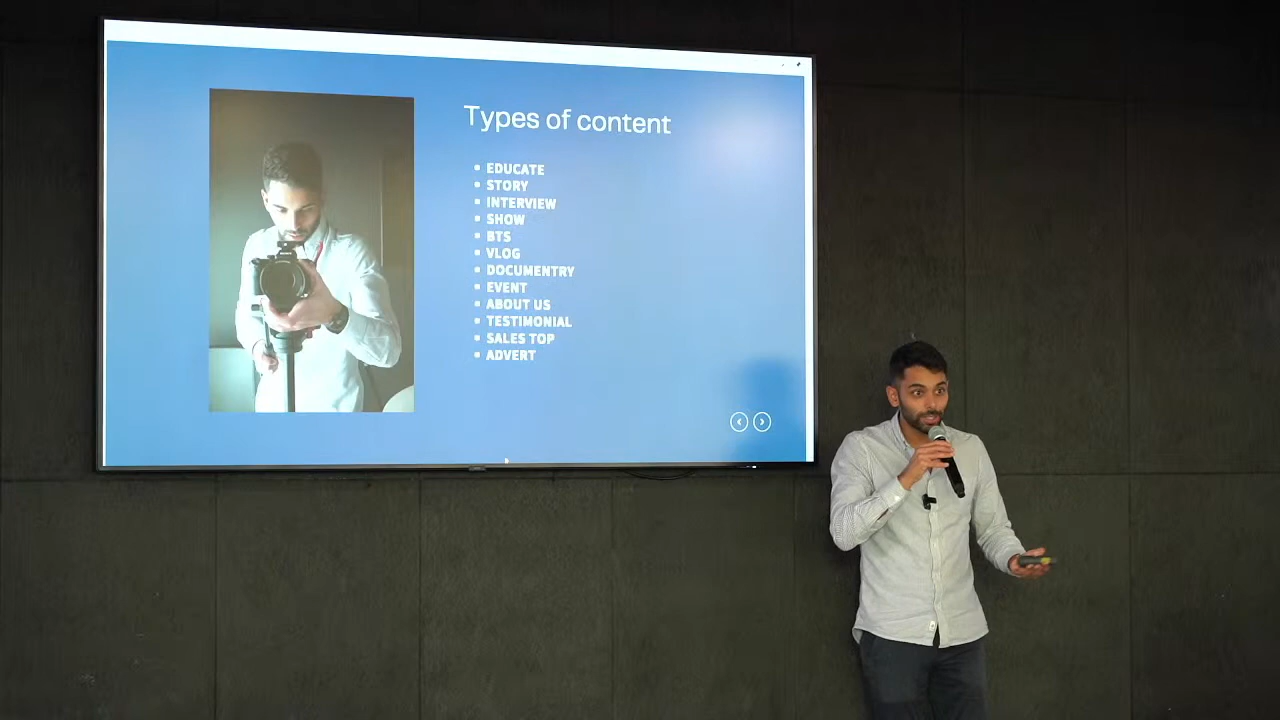 Types of content
EDUCATE
STORY
INTERVIEW
SHOW
BTS
VLOG
DOCUMENTRY
EVENT
ABOUT US
TESTIMONIAL
SALES TOP
ADVERT